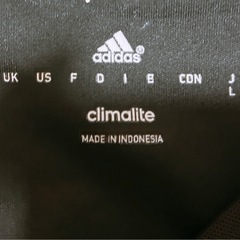 adidas®
UK US F D I E CDN J
L
climalite
MADE IN INDONESIA